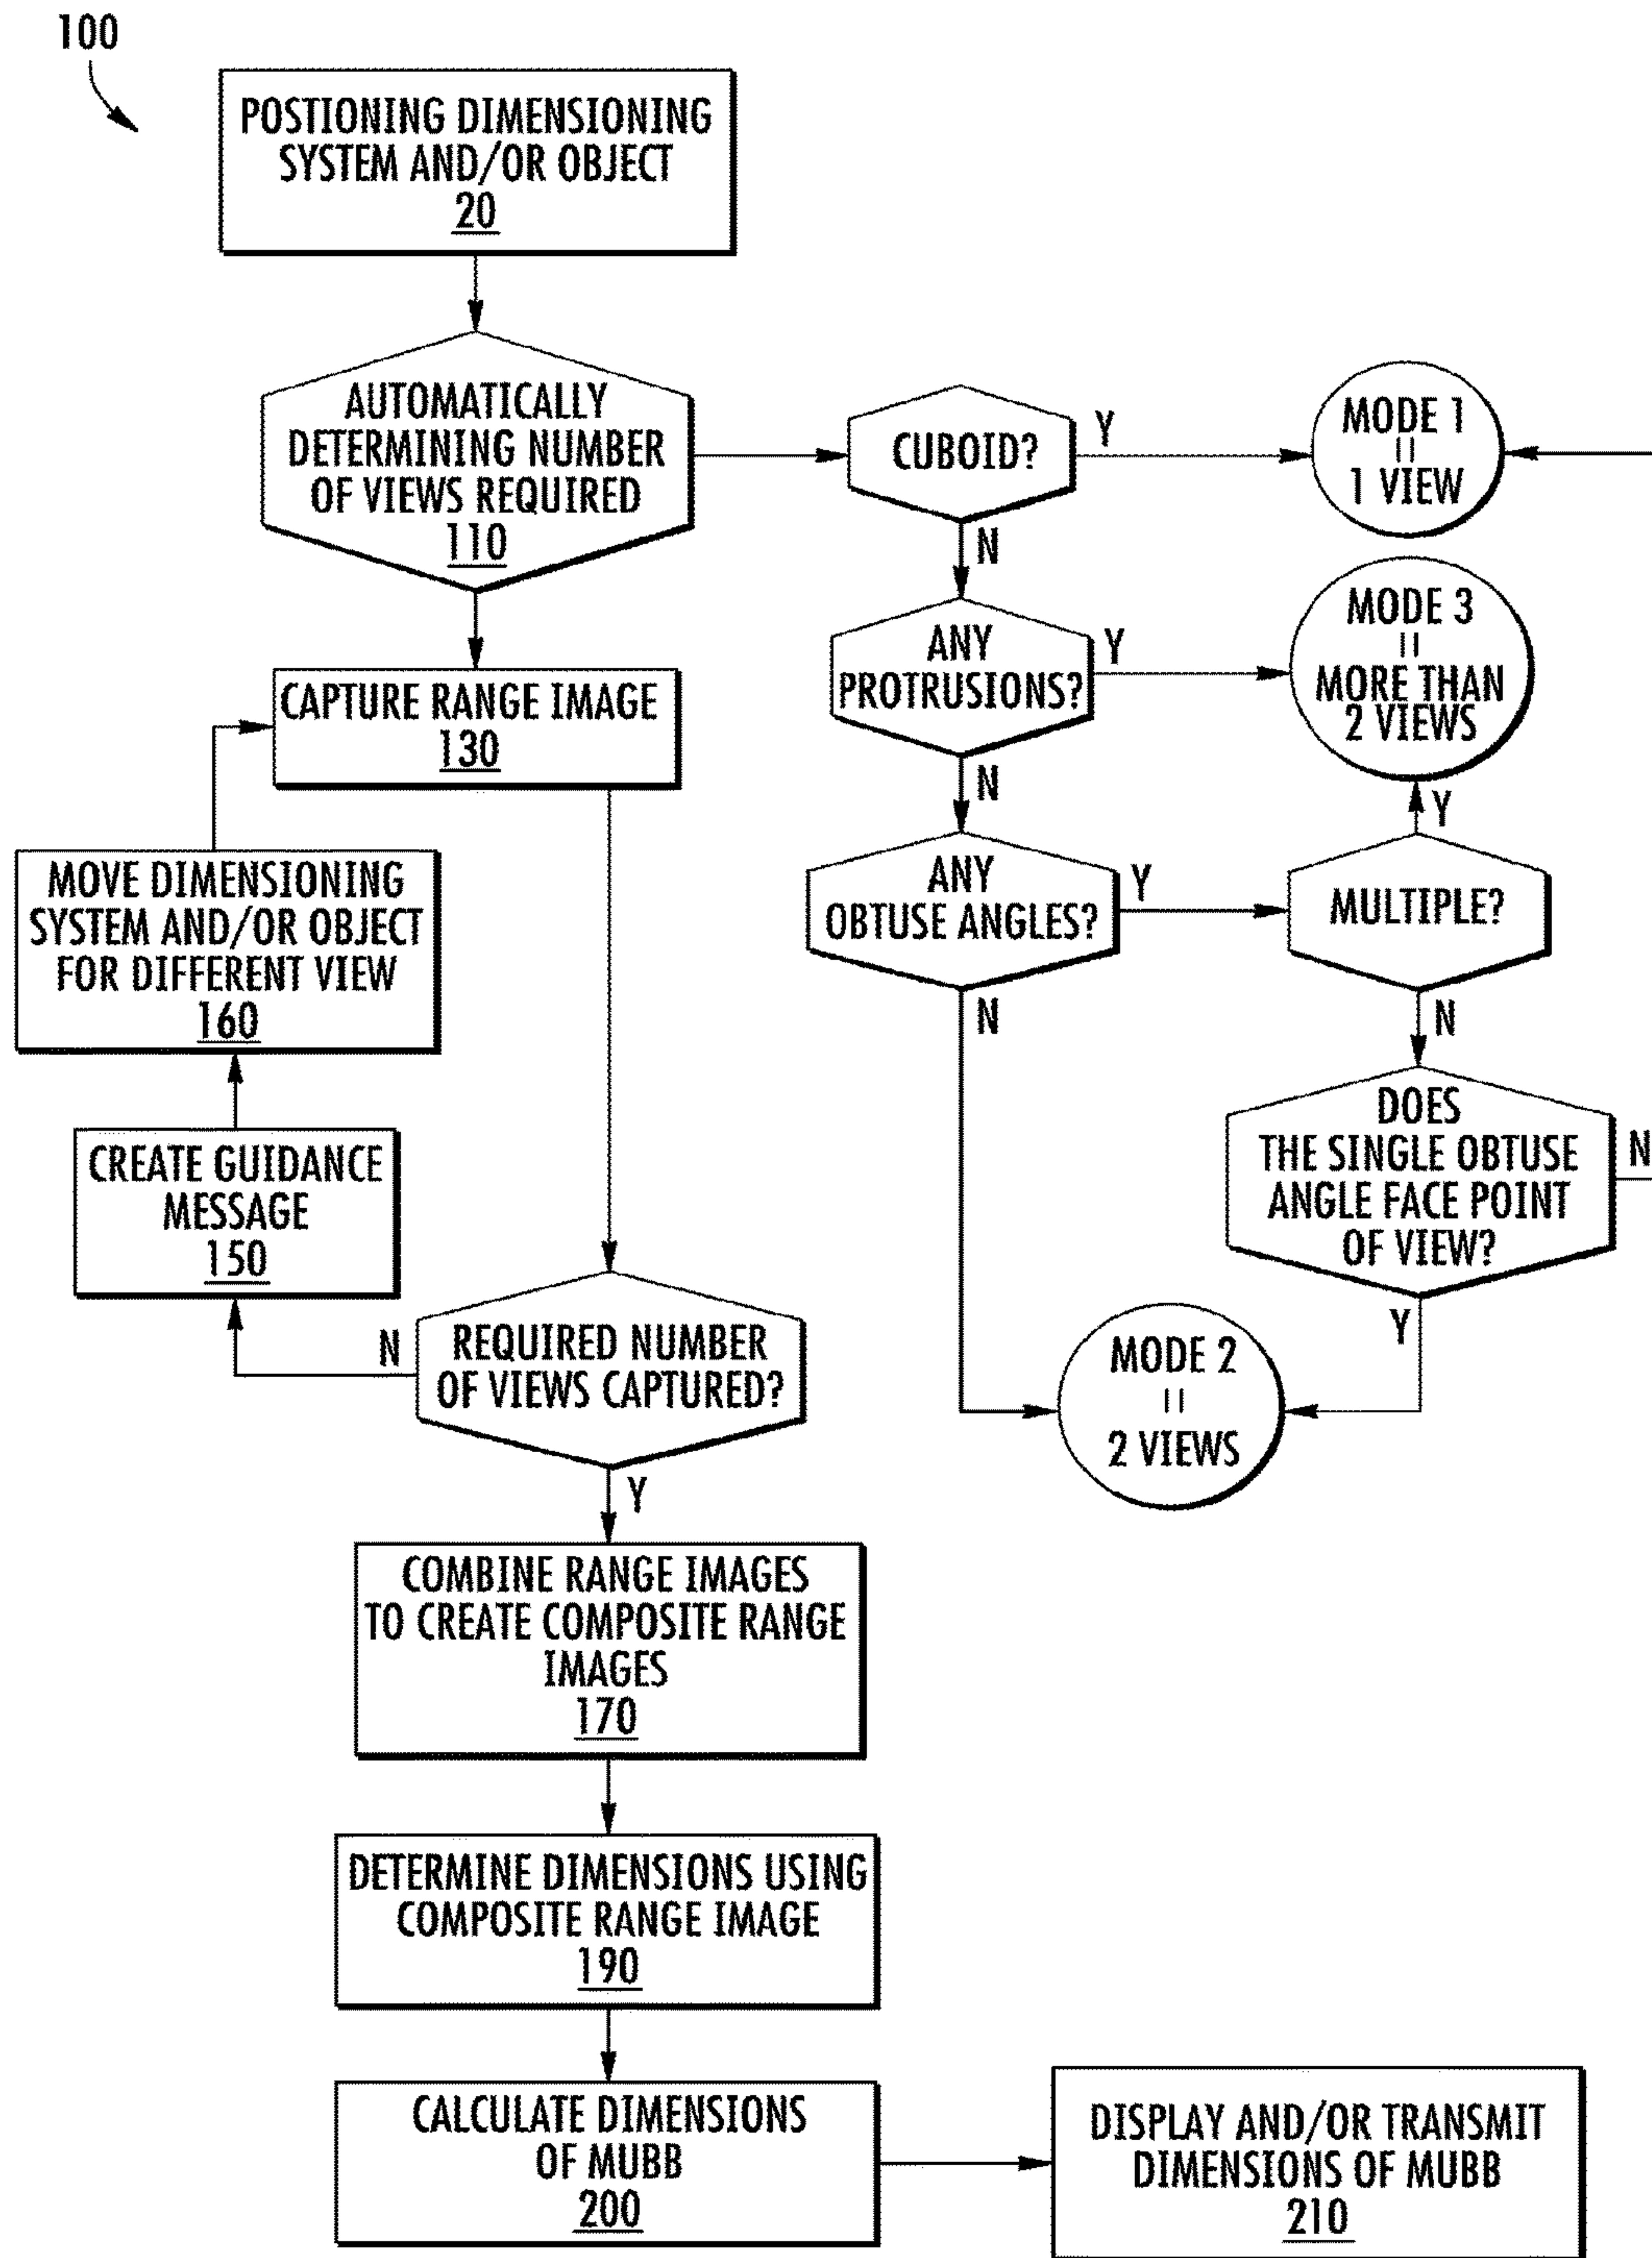 100
POSTIONING DIMENSIONING
SYSTEM AND/OR OBJECT
20
AUTOMATICALLY
DETERMINING NUMBER
OF VIEWS REQUIRED
110
CUBOID?
Y
N
MODE 1
=
1 VIEW
ANY
PROTRUSIONS?
Y
N
MODE 3
=
MORE THAN
2 VIEWS
ANY
OBTUSE ANGLES?
Y
N
MULTIPLE?
Y
N
DOES
THE SINGLE OBTUSE
ANGLE FACE POINT
OF VIEW?
N
Y
MODE 2
=
2 VIEWS
CAPTURE RANGE IMAGE
130
MOVE DIMENSIONING
SYSTEM AND/OR OBJECT
FOR DIFFERENT VIEW
160
CREATE GUIDANCE
MESSAGE
150
N
REQUIRED NUMBER
OF VIEWS CAPTURED?
Y
COMBINE RANGE IMAGES
TO CREATE COMPOSITE RANGE
IMAGES
170
DETERMINE DIMENSIONS USING
COMPOSITE RANGE IMAGE
190
CALCULATE DIMENSIONS
OF MUBB
200
DISPLAY AND/OR TRANSMIT
DIMENSIONS OF MUBB
210